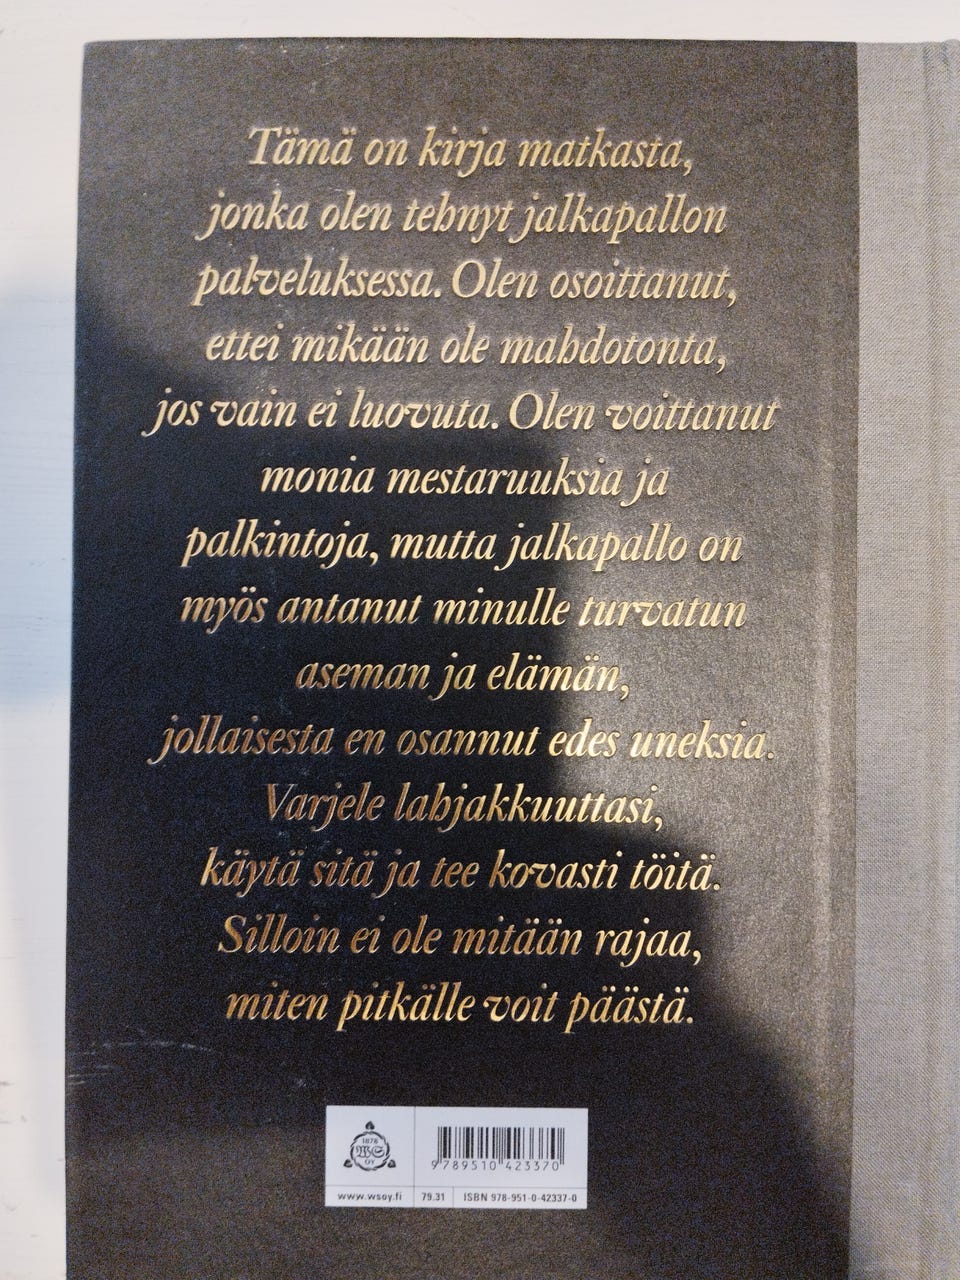 Tämä on kirja matkasta,
jonka olen tehnyt jalkapallon
palveluksessa. Olen osoittanut,
ettei mikään ole mahdotonta,
jos vain ei luovuta. Olen voittanut
monia mestaruuksia ja
palkintoja, mutta jalkapallo on
myös antanut minulle turvatun
aseman ja elämän,
jollaisesta en osannut edes uneksia.
Varjele lahjakkuuttasi,
käytä sitä ja tee kovasti töitä.
Silloin ei ole mitään rajaa,
miten pitkälle voit päästä.
1878
WS
OY
9 789510 423370
www.wsoy.fi 79.31 ISBN 978-951-0-42337-0